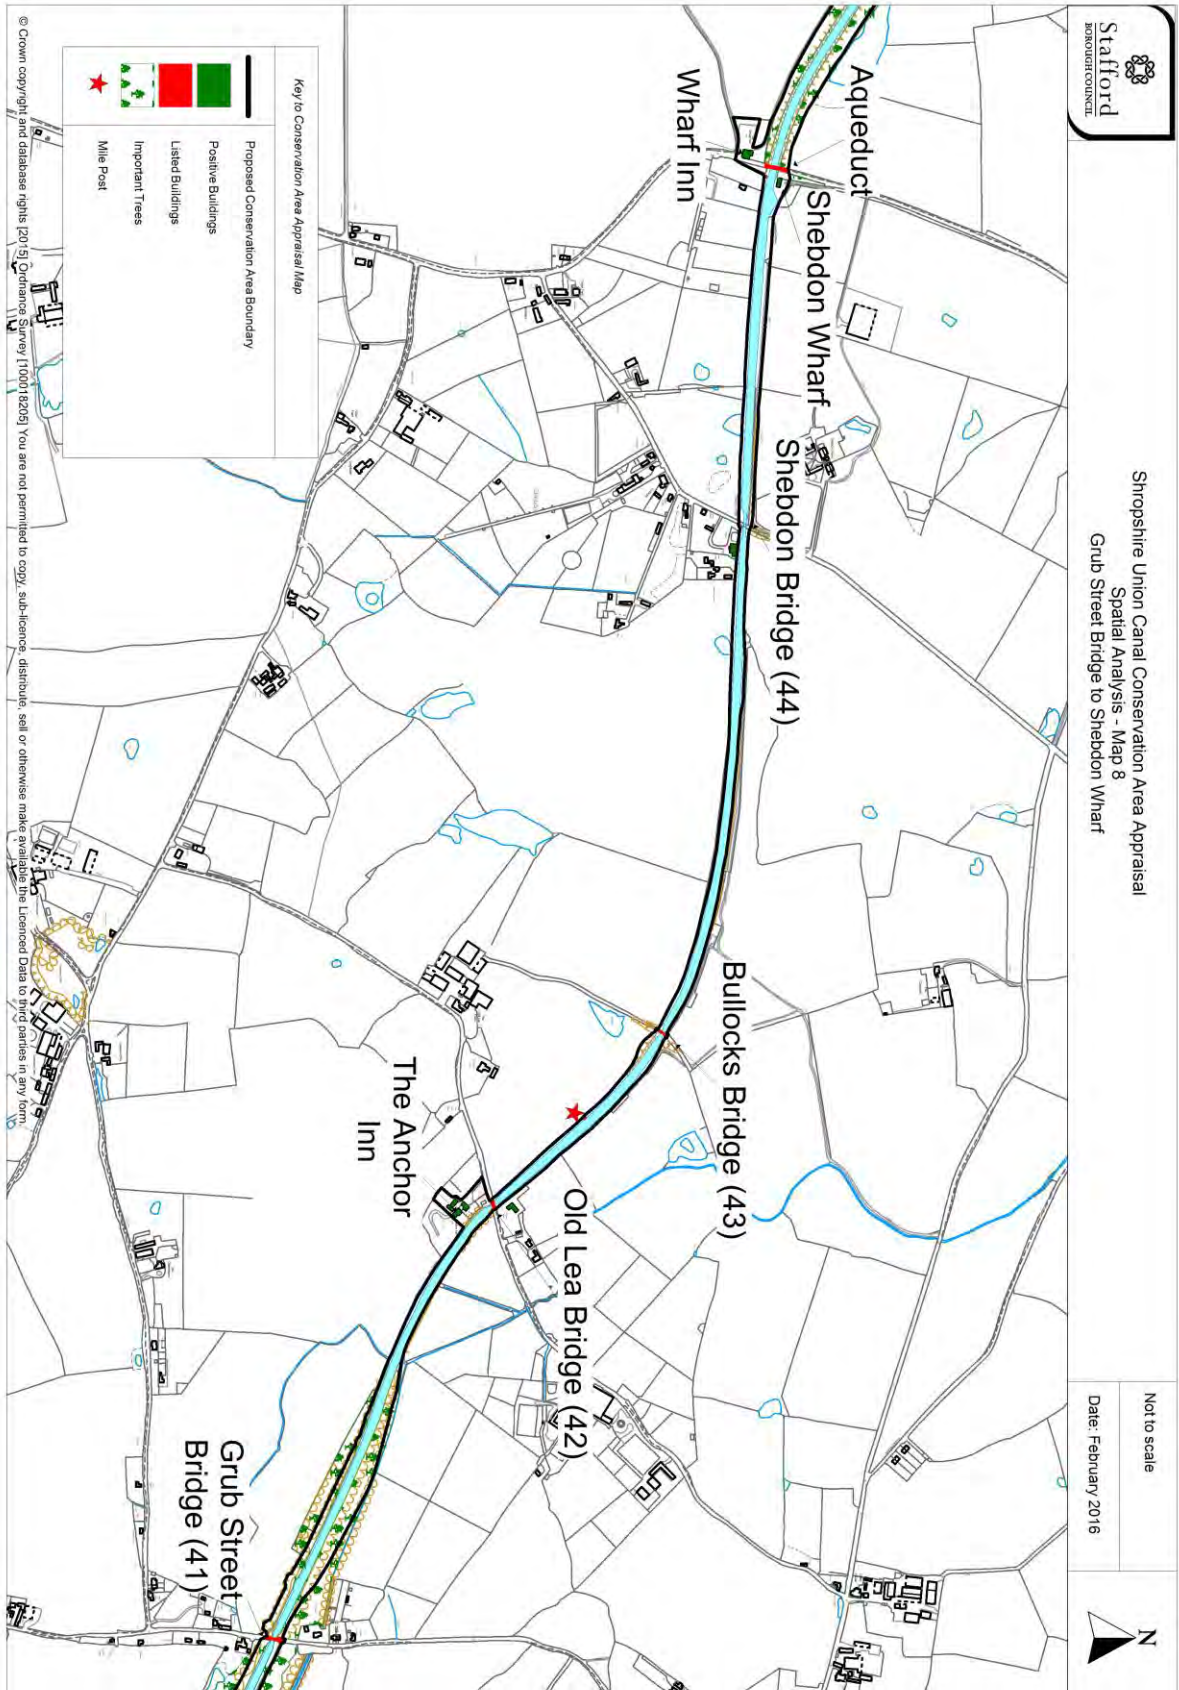 Stafford
BOROUGH COUNCIL
Shropshire Union Canal Conservation Area Appraisal
Spatial Analysis - Map 8
Grub Street Bridge to Shebdon Wharf
Not to scale
Date: February 2016
N
Aqueduct
Shebdon Wharf
Wharf Inn
Shebdon Bridge (44)
Bullocks Bridge (43)
Old Lea Bridge (42)
The Anchor
Inn
Grub Street
Bridge (41)
Key to Conservation Area Appraisal Map
Proposed Conservation Area Boundary
Positive Buildings
Listed Buildings
Important Trees
Mile Post
© Crown copyright and database rights [2015] Ordnance Survey [100018205] You are not permitted to copy, sub-licence, distribute, sell or otherwise make available the Licenced Data to third parties in any form.